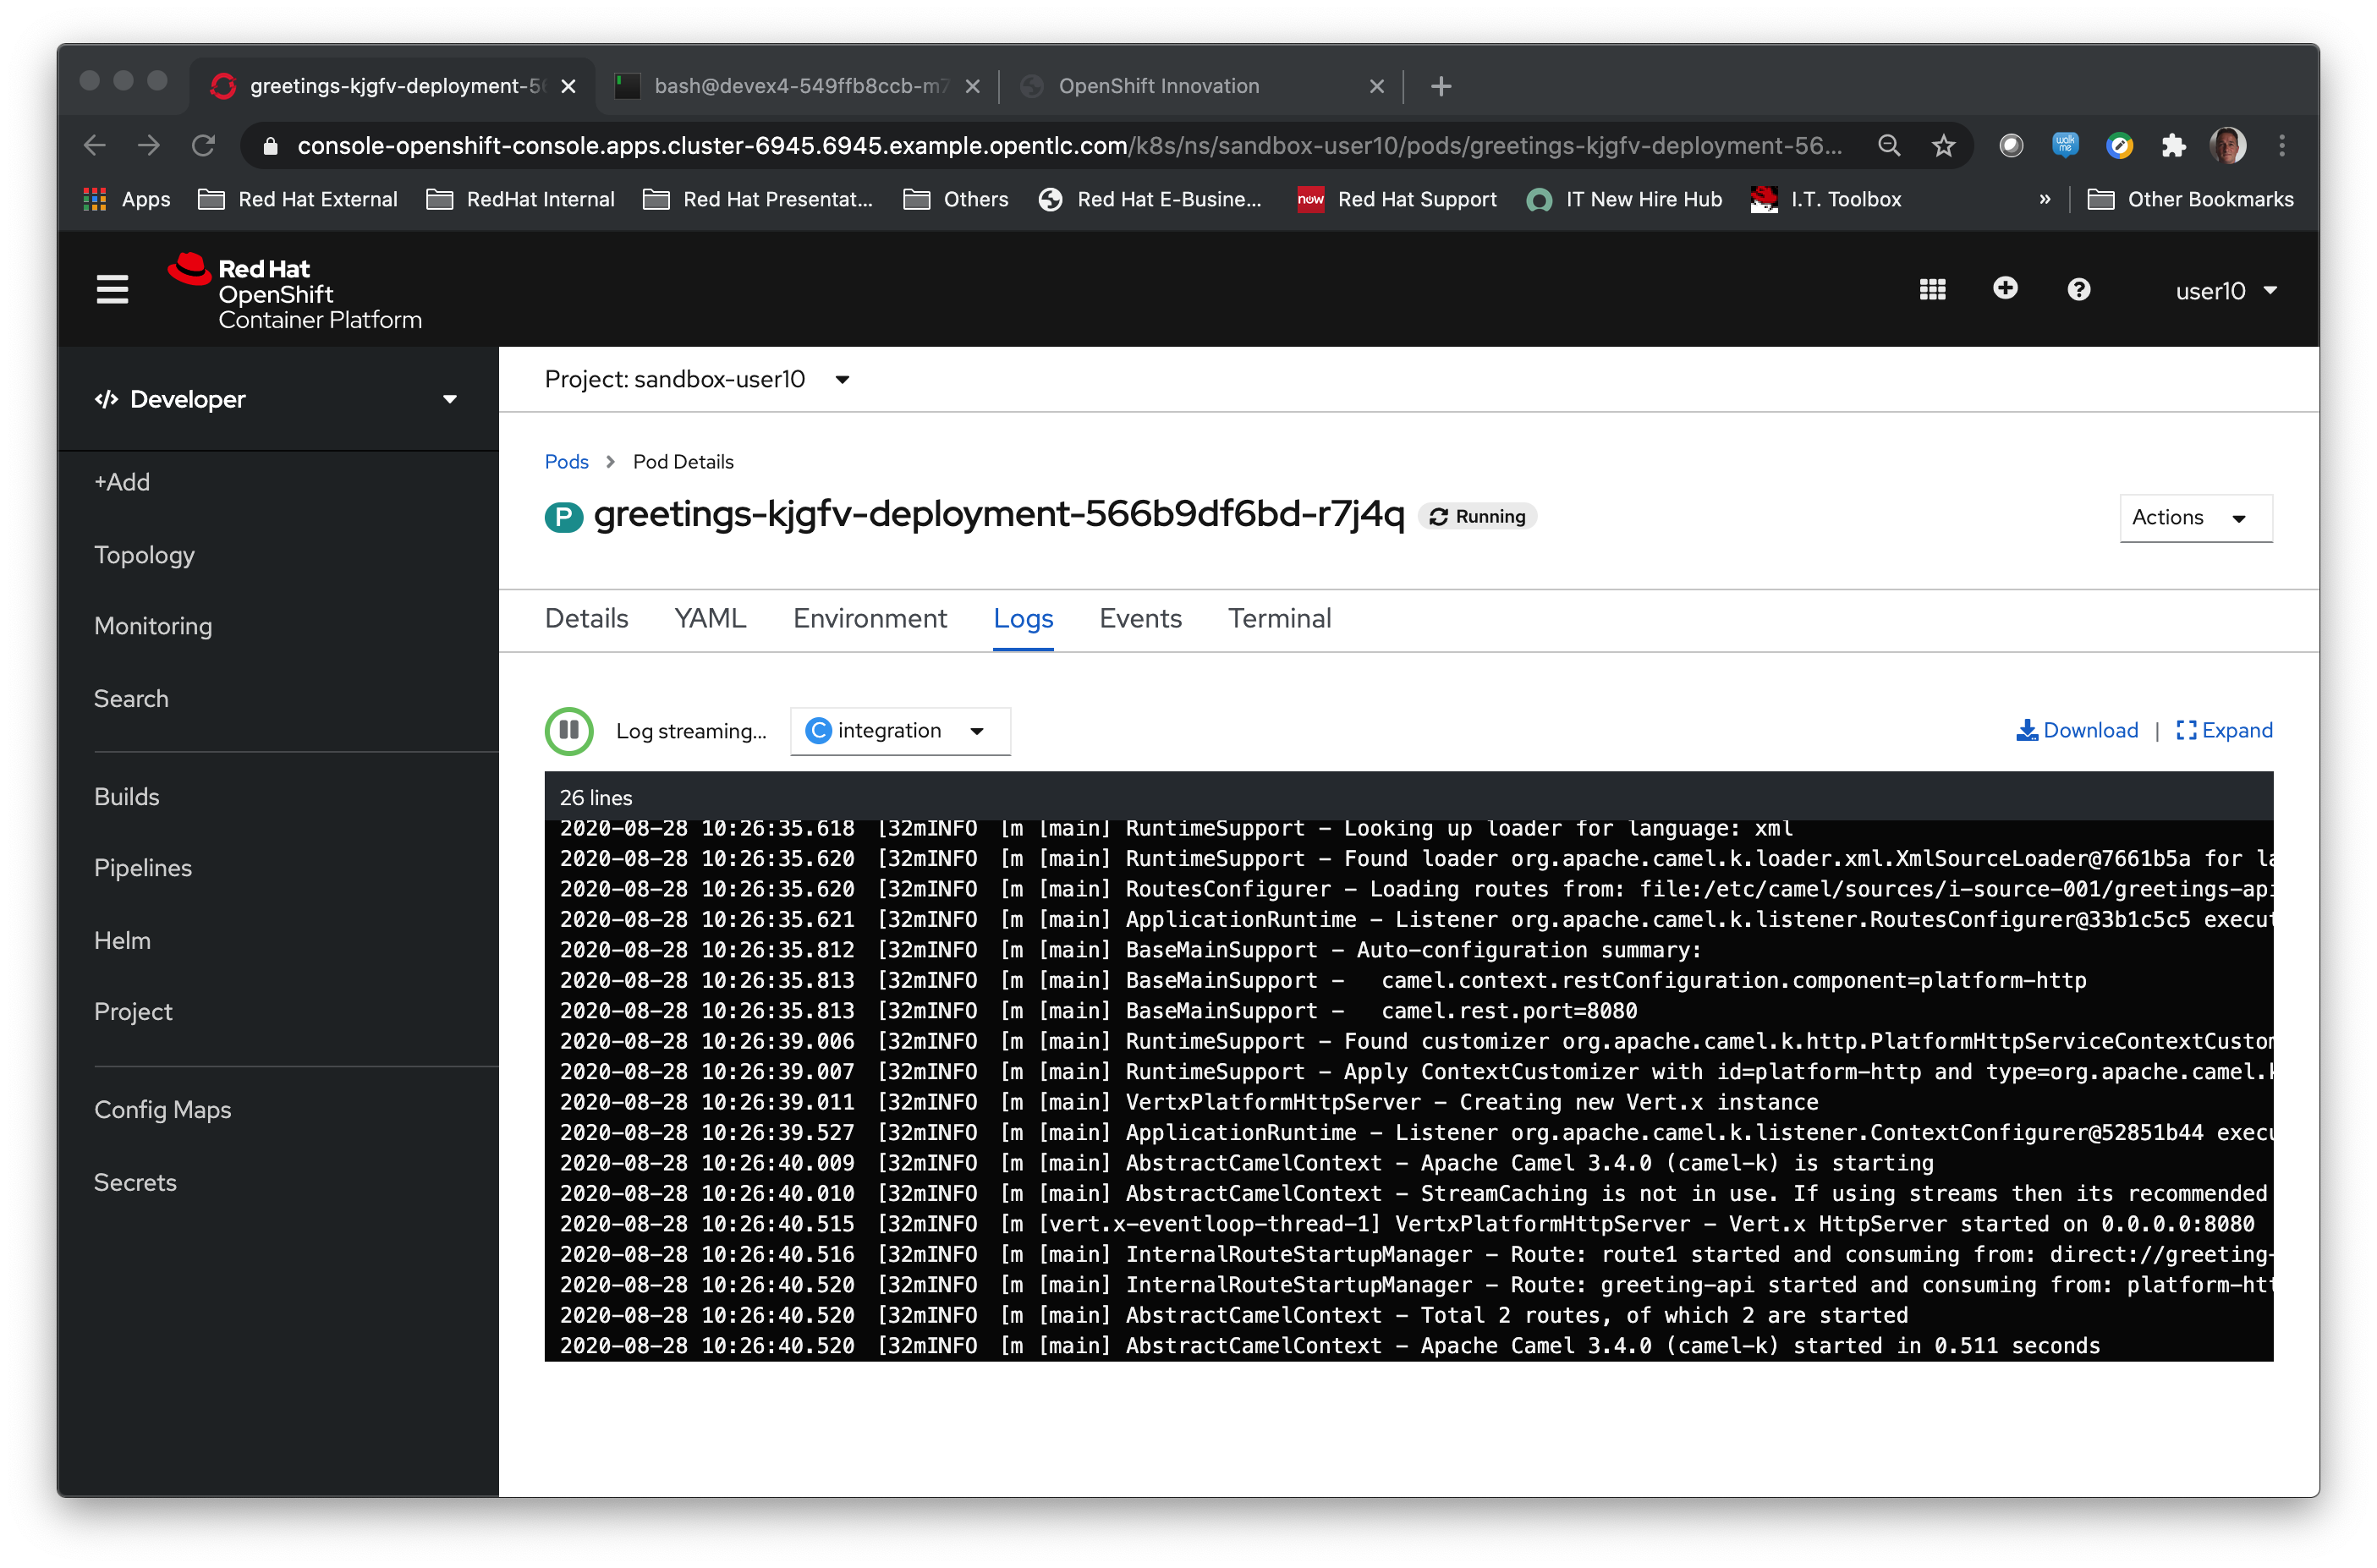 greetings-kjgfv-deployment-56
bash@devex4-549ffb8ccb-m7
OpenShift Innovation
console-openshift-console.apps.cluster-6945.6945.example.opentlc.com/k8s/ns/sandbox-user10/pods/greetings-kjgfv-deployment-56...
walk me
Apps
Red Hat External
RedHat Internal
Red Hat Presentat...
Others
Red Hat E-Busine...
now
Red Hat Support
IT New Hire Hub
I.T. Toolbox
»
Other Bookmarks
Red Hat
OpenShift
Container Platform
user10
</> Developer
+Add
Topology
Monitoring
Search
Builds
Pipelines
Helm
Project
Config Maps
Secrets
Project: sandbox-user10
Pods > Pod Details
P greetings-kjgfv-deployment-566b9df6bd-r7j4q Running
Actions
Details YAML Environment Logs Events Terminal
Log streaming... C integration
Download | Expand
26 lines
2020-08-28 10:26:35.618 [32mINFO [m [main] RuntimeSupport - Looking up loader for language: xml
2020-08-28 10:26:35.620 [32mINFO [m [main] RuntimeSupport - Found loader org.apache.camel.k.loader.xml.XmlSourceLoader@7661b5a for la
2020-08-28 10:26:35.620 [32mINFO [m [main] RoutesConfigurer - Loading routes from: file:/etc/camel/sources/i-source-001/greetings-api
2020-08-28 10:26:35.621 [32mINFO [m [main] ApplicationRuntime - Listener org.apache.camel.k.listener.RoutesConfigurer@33b1c5c5 execut
2020-08-28 10:26:35.812 [32mINFO [m [main] BaseMainSupport - Auto-configuration summary:
2020-08-28 10:26:35.813 [32mINFO [m [main] BaseMainSupport - camel.context.restConfiguration.component=platform-http
2020-08-28 10:26:35.813 [32mINFO [m [main] BaseMainSupport - camel.rest.port=8080
2020-08-28 10:26:39.006 [32mINFO [m [main] RuntimeSupport - Found customizer org.apache.camel.k.http.PlatformHttpServiceContextCustom
2020-08-28 10:26:39.007 [32mINFO [m [main] RuntimeSupport - Apply ContextCustomizer with id=platform-http and type=org.apache.camel.k
2020-08-28 10:26:39.011 [32mINFO [m [main] VertxPlatformHttpServer - Creating new Vert.x instance
2020-08-28 10:26:39.527 [32mINFO [m [main] ApplicationRuntime - Listener org.apache.camel.k.listener.ContextConfigurer@52851b44 execu
2020-08-28 10:26:40.009 [32mINFO [m [main] AbstractCamelContext - Apache Camel 3.4.0 (camel-k) is starting
2020-08-28 10:26:40.010 [32mINFO [m [main] AbstractCamelContext - StreamCaching is not in use. If using streams then its recommended
2020-08-28 10:26:40.515 [32mINFO [m [vert.x-eventloop-thread-1] VertxPlatformHttpServer - Vert.x HttpServer started on 0.0.0.0:8080
2020-08-28 10:26:40.516 [32mINFO [m [main] InternalRouteStartupManager - Route: route1 started and consuming from: direct://greeting-
2020-08-28 10:26:40.520 [32mINFO [m [main] InternalRouteStartupManager - Route: greeting-api started and consuming from: platform-htt
2020-08-28 10:26:40.520 [32mINFO [m [main] AbstractCamelContext - Total 2 routes, of which 2 are started
2020-08-28 10:26:40.520 [32mINFO [m [main] AbstractCamelContext - Apache Camel 3.4.0 (camel-k) started in 0.511 seconds